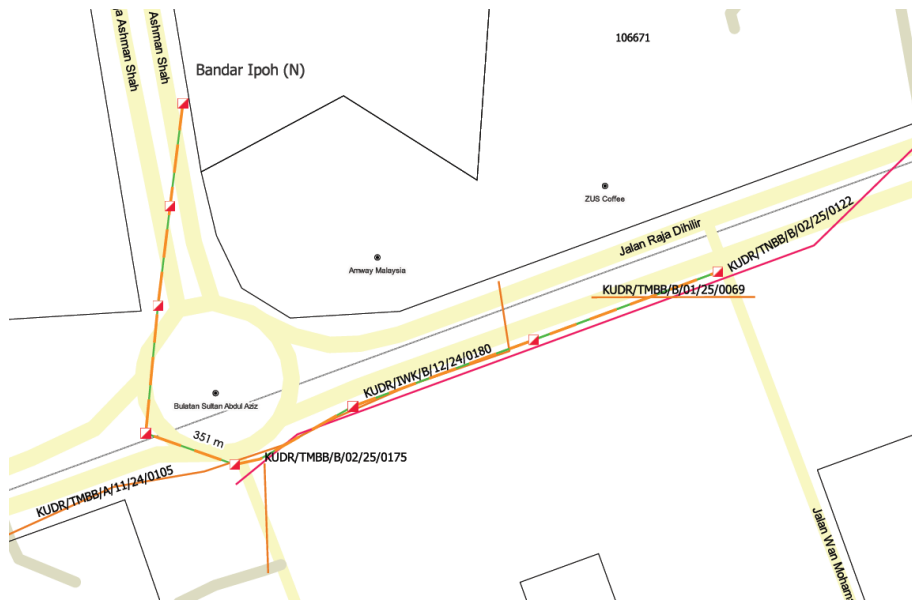 a Ashman Shah
Ashman Shah
Bandar Ipoh (N)
106671
ZUS Coffee
Jalan Raja Dihilir
KUDR/TNBB/B/02/25/0122
Amway Malaysia
KUDR/TMBB/B/01/25/0069
KUDR/IWK/B/12/24/0180
Bulatan Sultan Abdul Aziz
351 m
KUDR/TMBB/B/02/25/0175
KUDR/TMBB/A/11/24/0105
Jalan Wan Moham